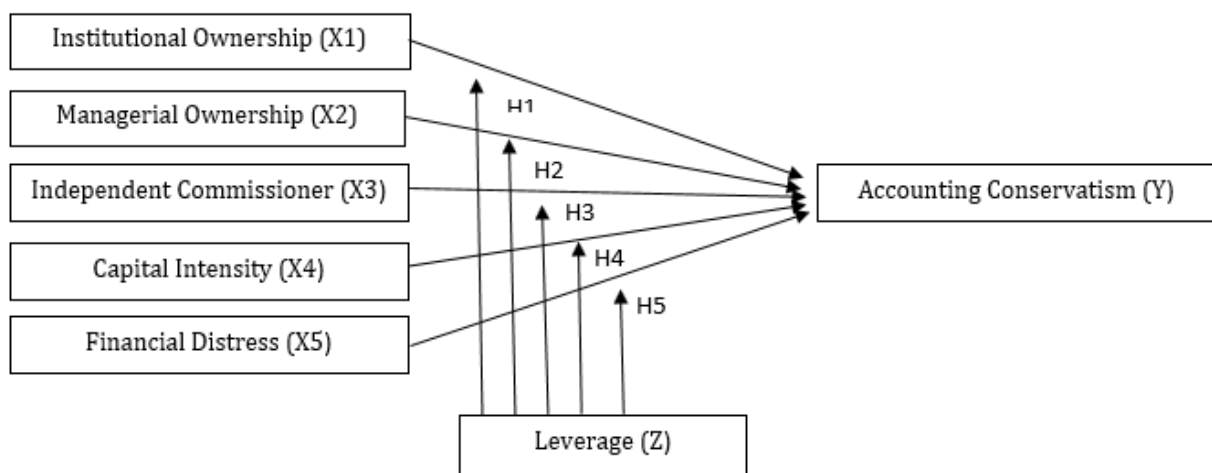 Institutional Ownership (X1)
H1
Managerial Ownership (X2)
H2
Independent Commissioner (X3)
Accounting Conservatism (Y)
H3
Capital Intensity (X4)
H4
H5
Financial Distress (X5)
Leverage (Z)